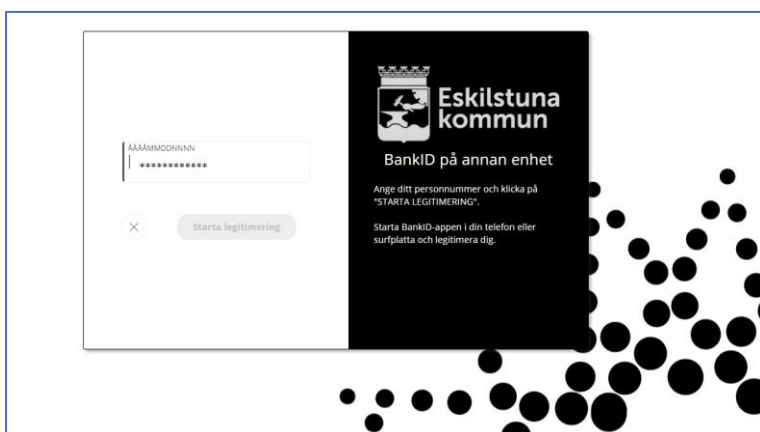 ÅÅÅÅMMDDNNNN
************
Starta legitimering
Eskilstuna
kommun
BankID på annan enhet
Ange ditt personnummer och klicka på
"STARTA LEGITIMERING".
Starta BankID-appen i din telefon eller
surfplatta och legitimera dig.